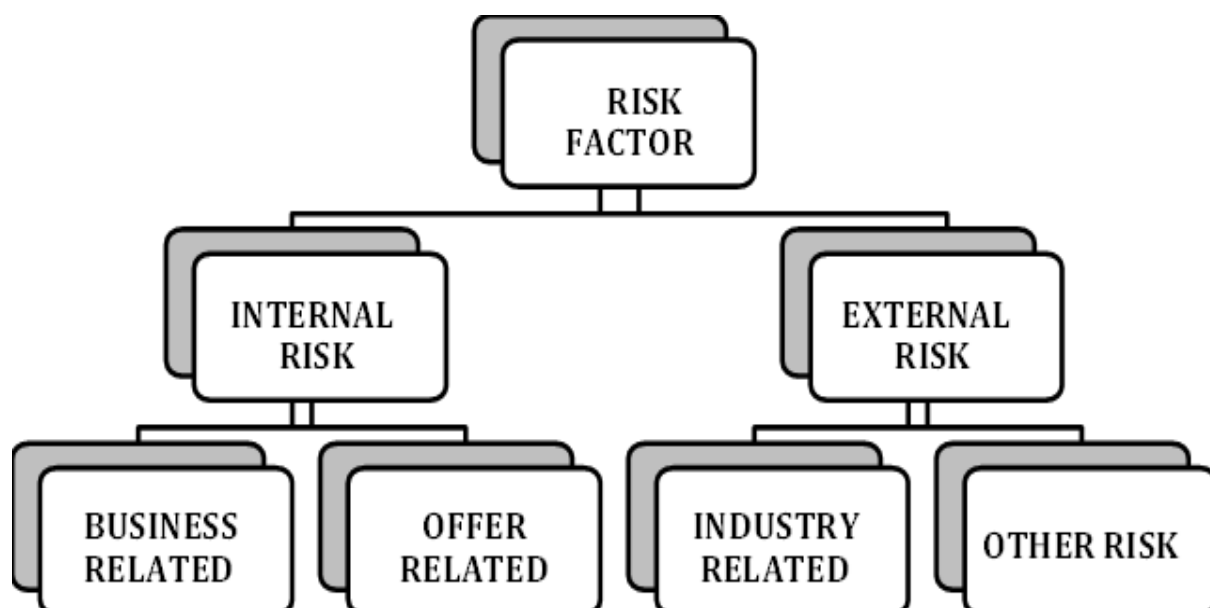 RISK
FACTOR
INTERNAL
RISK
EXTERNAL
RISK
BUSINESS
RELATED
OFFER
RELATED
INDUSTRY
RELATED
OTHER RISK